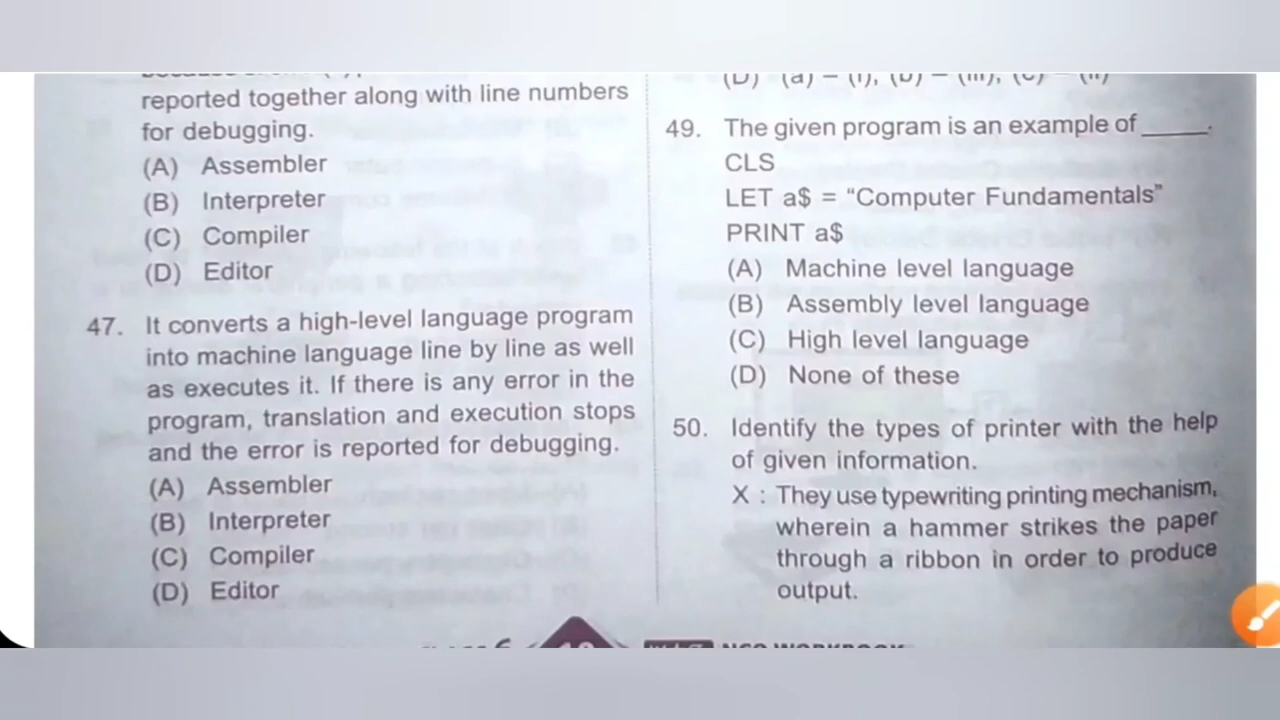 reported together along with line numbers
for debugging.
(A) Assembler
(B) Interpreter
(C) Compiler
(D) Editor
47. It converts a high-level language program
into machine language line by line as well
as executes it. If there is any error in the
program, translation and execution stops
and the error is reported for debugging.
(A) Assembler
(B) Interpreter
(C) Compiler
(D) Editor
(D) (a) – (i), (b) – (iii), (c) – (ii)
49. The given program is an example of _____.
CLS
LET a$ = “Computer Fundamentals”
PRINT a$
(A) Machine level language
(B) Assembly level language
(C) High level language
(D) None of these
50. Identify the types of printer with the help
of given information.
X : They use typewriting printing mechanism,
wherein a hammer strikes the paper
through a ribbon in order to produce
output.